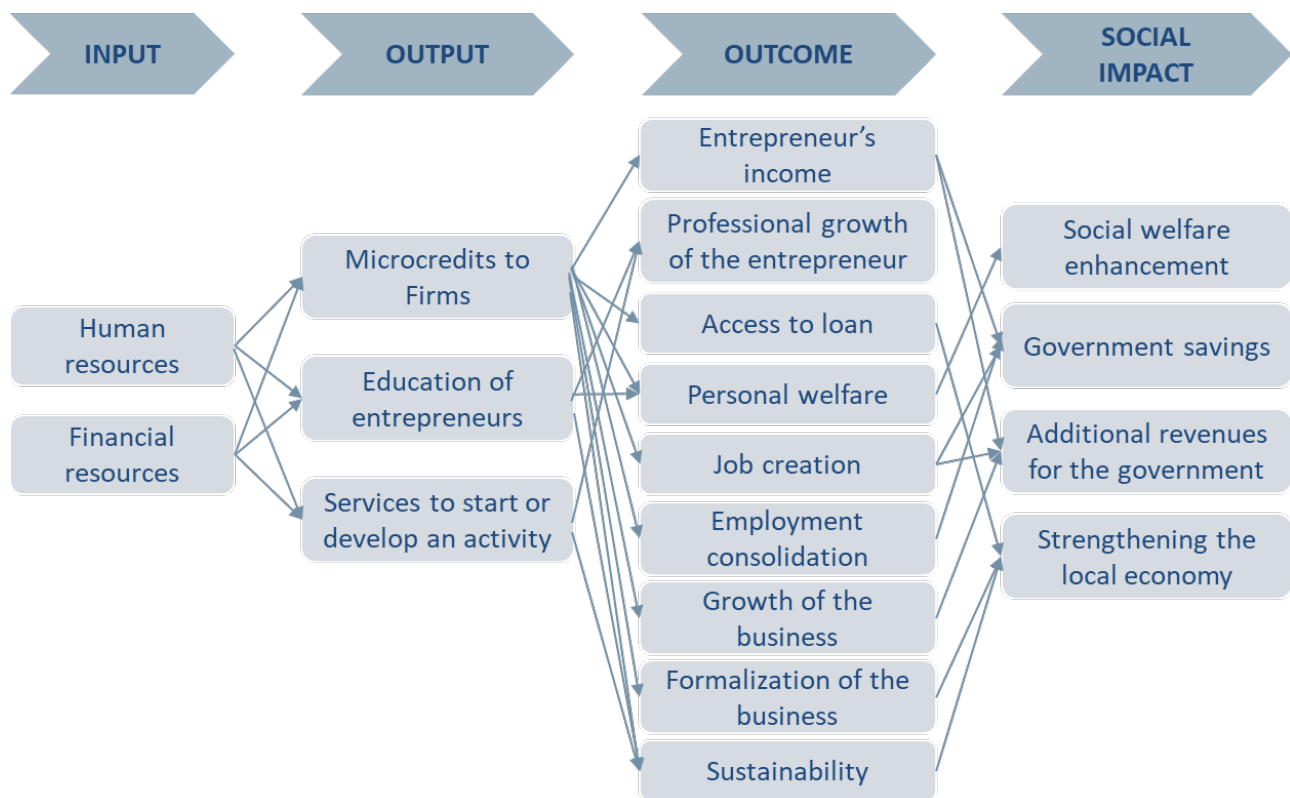 INPUT
OUTPUT
OUTCOME
SOCIAL
IMPACT
Human
resources
Financial
resources
Microcredits to
Firms
Education of
entrepreneurs
Services to start or
develop an activity
Entrepreneur’s
income
Professional growth
of the entrepreneur
Access to loan
Personal welfare
Job creation
Employment
consolidation
Growth of the
business
Formalization of the
business
Sustainability
Social welfare
enhancement
Government savings
Additional revenues
for the government
Strengthening the
local economy